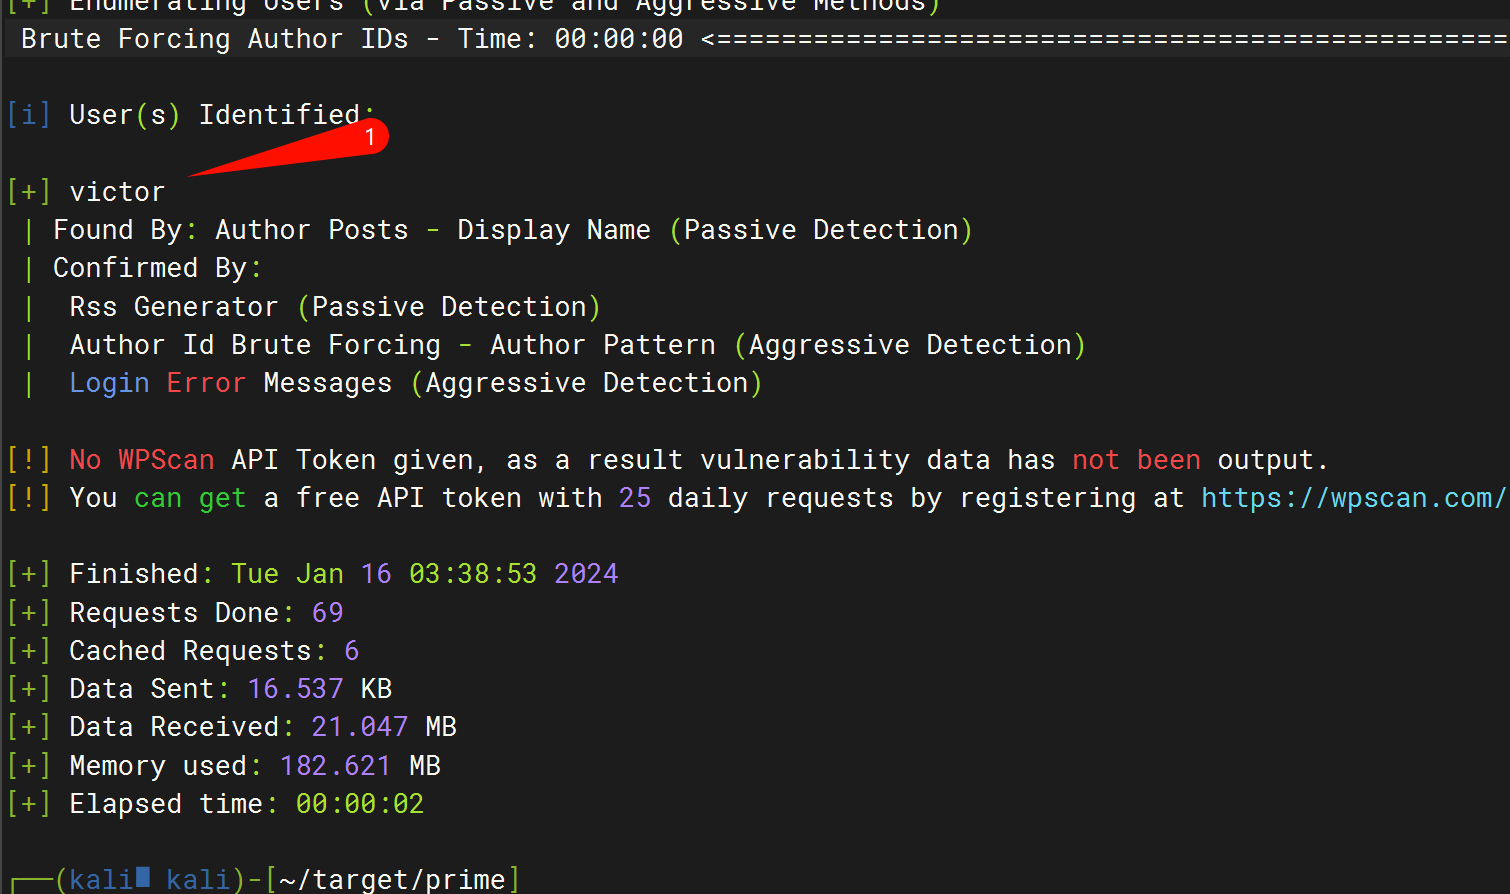 [+] Enumerating Users (via Passive and Aggressive Methods)
Brute Forcing Author IDs - Time: 00:00:00 <=================================================
[i] User(s) Identified:
1
[+] victor
| Found By: Author Posts - Display Name (Passive Detection)
| Confirmed By:
|  Rss Generator (Passive Detection)
|  Author Id Brute Forcing - Author Pattern (Aggressive Detection)
|  Login Error Messages (Aggressive Detection)
[!] No WPScan API Token given, as a result vulnerability data has not been output.
[!] You can get a free API token with 25 daily requests by registering at https://wpscan.com/
[+] Finished: Tue Jan 16 03:38:53 2024
[+] Requests Done: 69
[+] Cached Requests: 6
[+] Data Sent: 16.537 KB
[+] Data Received: 21.047 MB
[+] Memory used: 182.621 MB
[+] Elapsed time: 00:00:02
┌──(kali█ kali)-[~/target/prime]